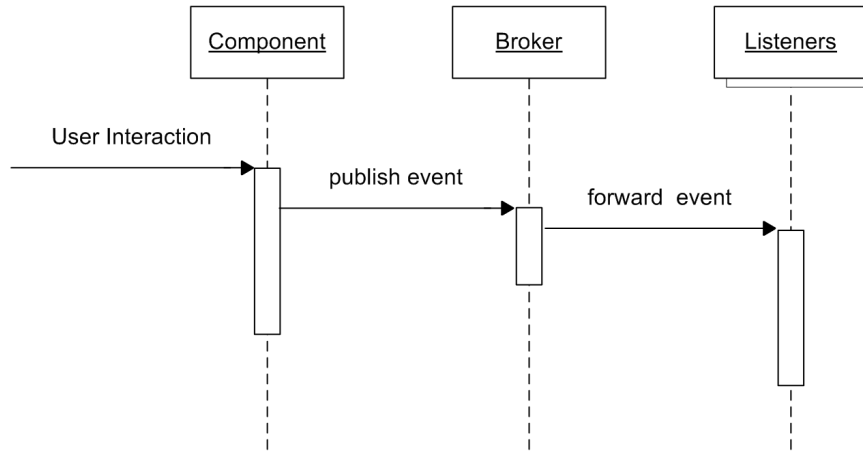 Component
Broker
Listeners
User Interaction
publish event
forward event